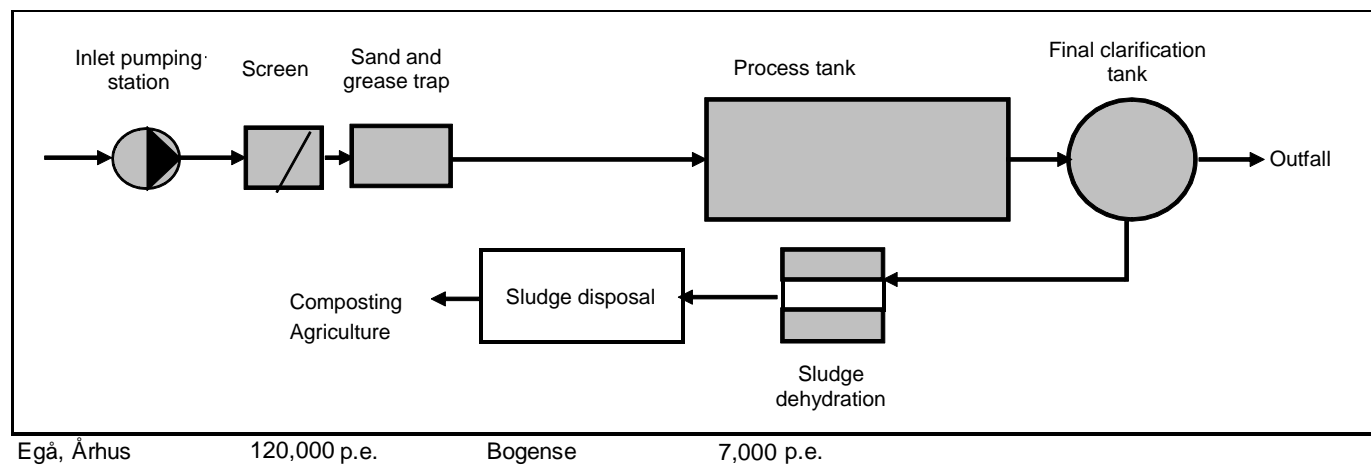 Inlet pumping
station
Screen
Sand and
grease trap
Process tank
Final clarification
tank
Outfall
Composting
Agriculture
Sludge disposal
Sludge
dehydration
Egå, Århus 120,000 p.e. Bogense 7,000 p.e.